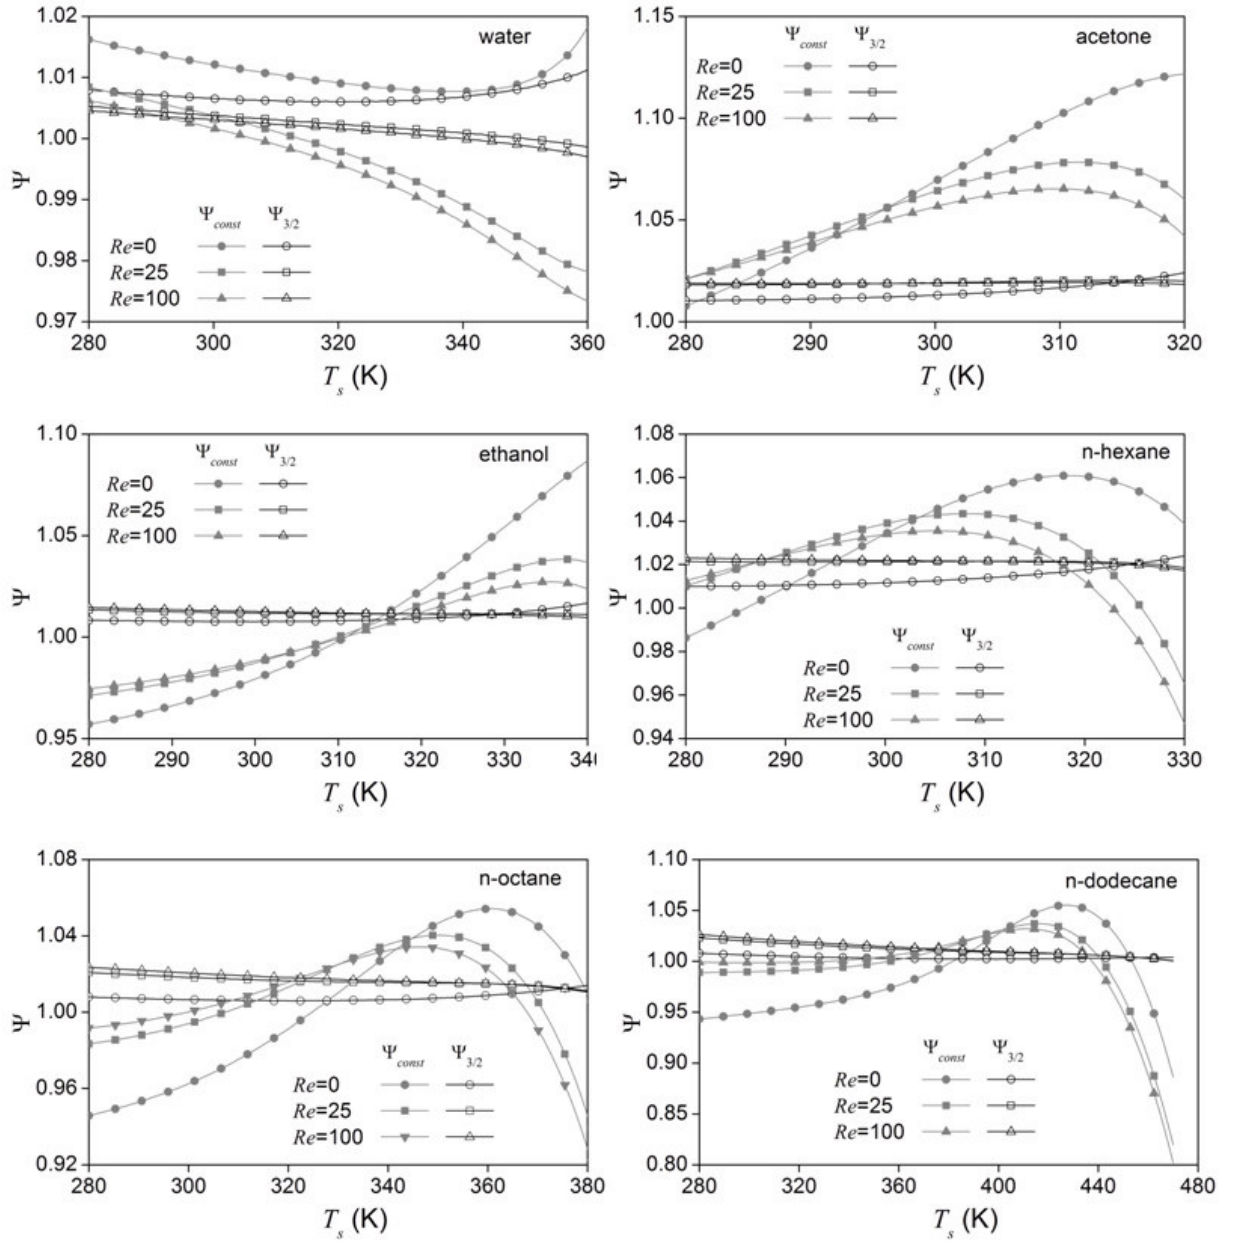 1.02
1.01
1.00
0.99
0.98
0.97
Ψ
water
Ψconst Ψ3/2
Re=0
Re=25
Re=100
280 300 320 340 360
Ts (K)
1.15
1.10
1.05
1.00
Ψ
acetone
Ψconst Ψ3/2
Re=0
Re=25
Re=100
280 290 300 310 320
Ts (K)
1.10
1.05
1.00
0.95
Ψ
ethanol
Ψconst Ψ3/2
Re=0
Re=25
Re=100
280 290 300 310 320 330 340
Ts (K)
1.08
1.06
1.04
1.02
1.00
0.98
0.96
0.94
Ψ
n-hexane
Ψconst Ψ3/2
Re=0
Re=25
Re=100
280 290 300 310 320 330
Ts (K)
1.08
1.04
1.00
0.96
0.92
Ψ
n-octane
Ψconst Ψ3/2
Re=0
Re=25
Re=100
280 300 320 340 360 380
Ts (K)
1.10
1.05
1.00
0.95
0.90
0.85
0.80
Ψ
n-dodecane
Ψconst Ψ3/2
Re=0
Re=25
Re=100
280 320 360 400 440 480
Ts (K)